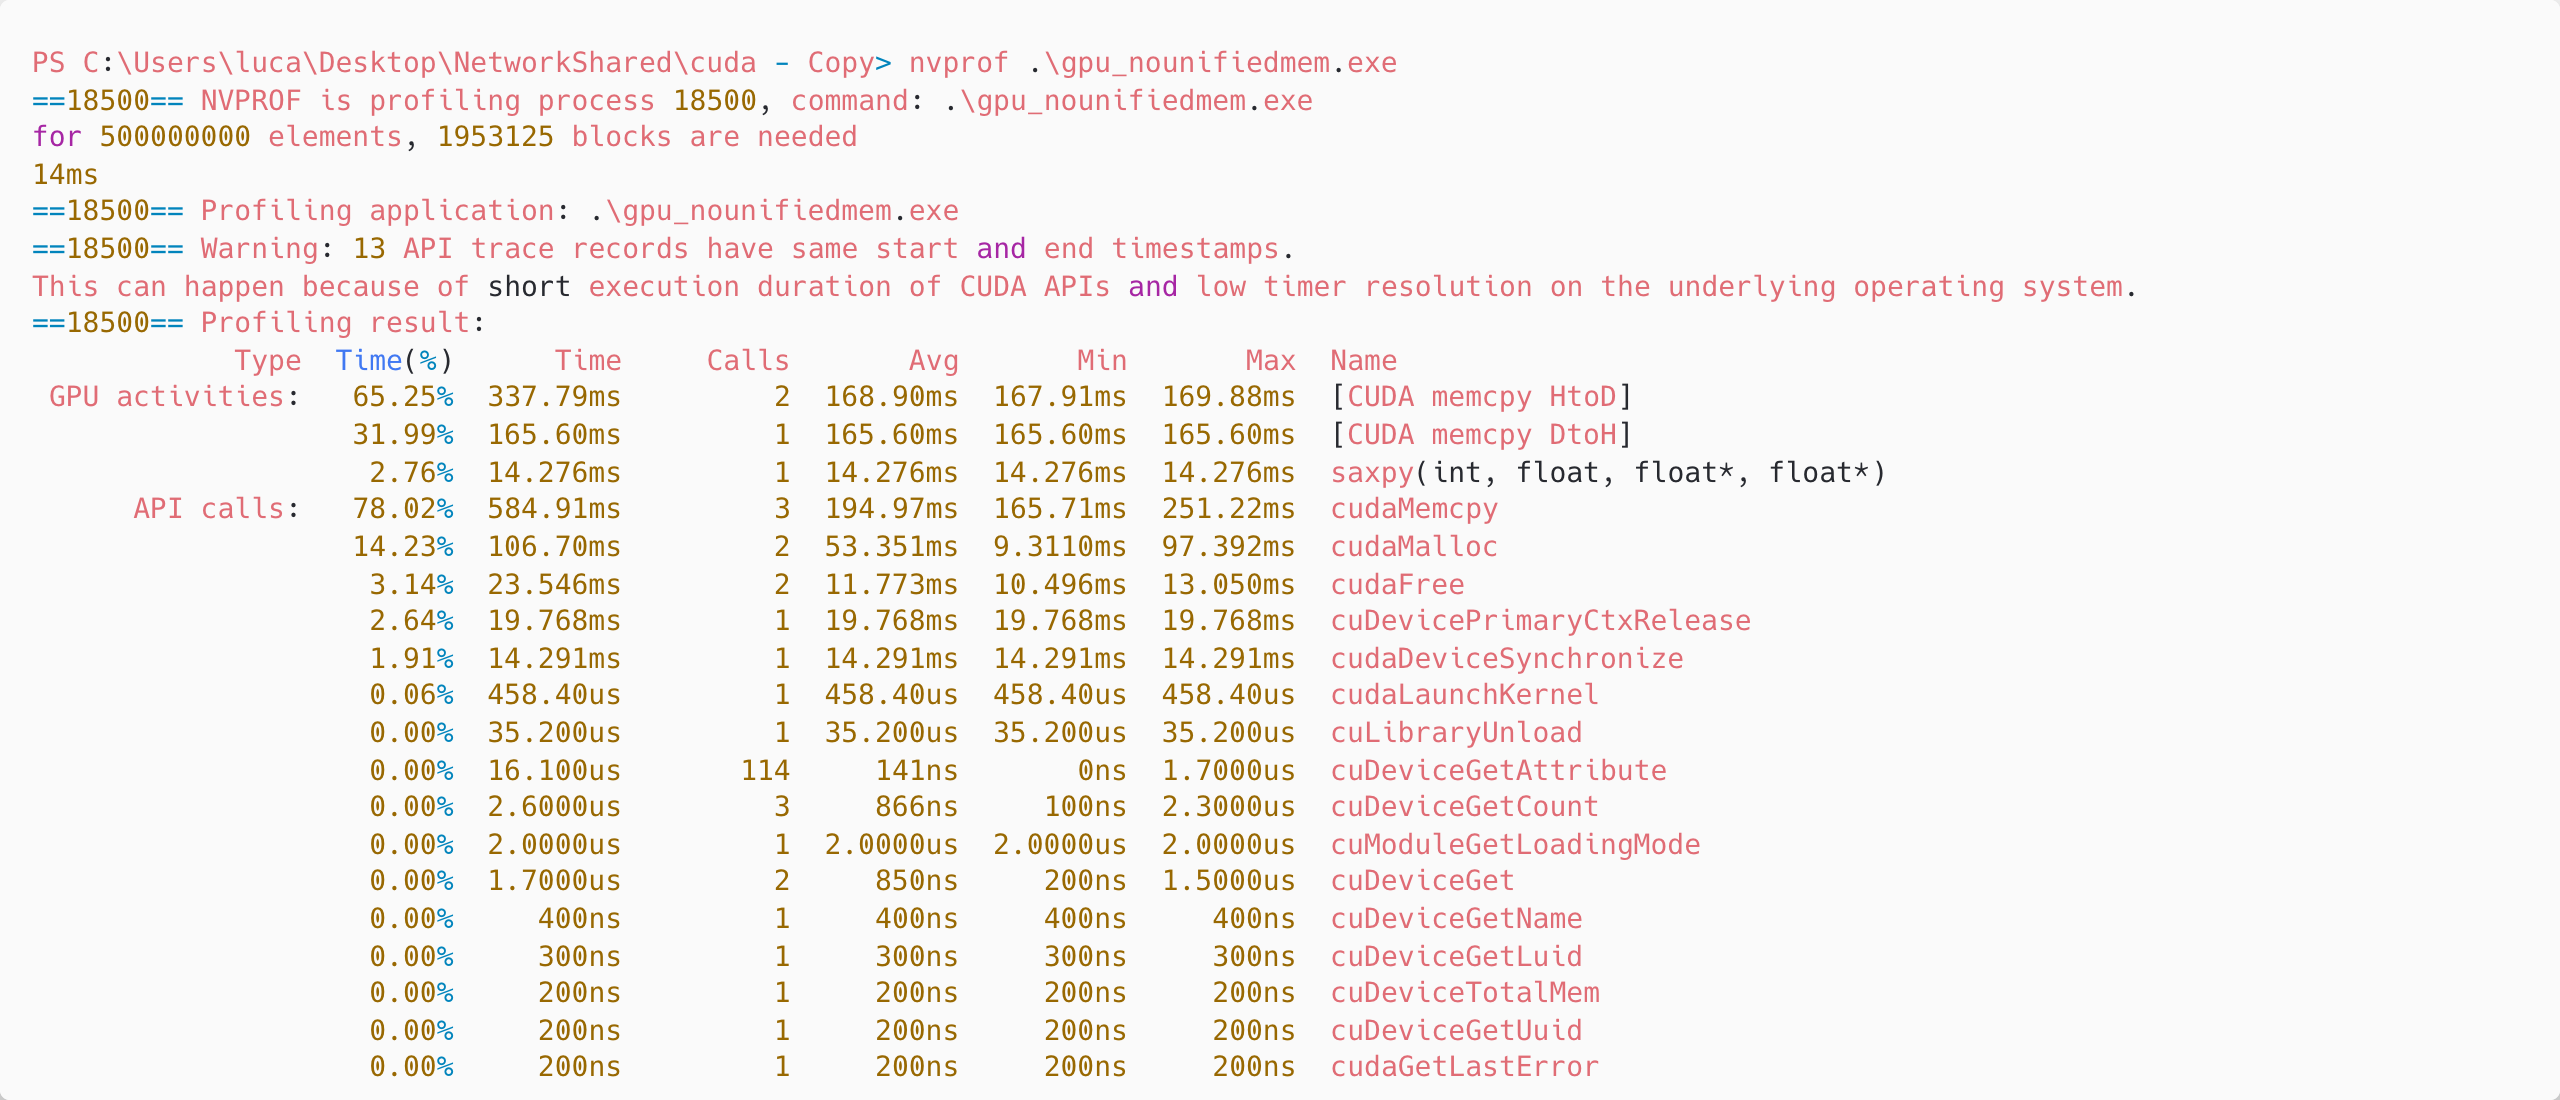 PS C:\Users\luca\Desktop\NetworkShared\cuda - Copy> nvprof .\gpu_nounifiedmem.exe
==18500== NVPROF is profiling process 18500, command: .\gpu_nounifiedmem.exe
for 500000000 elements, 1953125 blocks are needed
14ms
==18500== Profiling application: .\gpu_nounifiedmem.exe
==18500== Warning: 13 API trace records have same start and end timestamps.
This can happen because of short execution duration of CUDA APIs and low timer resolution on the underlying operating system.
==18500== Profiling result:
            Type  Time(%)      Time     Calls       Avg       Min       Max  Name
 GPU activities:   65.25%  337.79ms         2  168.90ms  167.91ms  169.88ms  [CUDA memcpy HtoD]
                   31.99%  165.60ms         1  165.60ms  165.60ms  165.60ms  [CUDA memcpy DtoH]
                    2.76%  14.276ms         1  14.276ms  14.276ms  14.276ms  saxpy(int, float, float*, float*)
      API calls:   78.02%  584.91ms         3  194.97ms  165.71ms  251.22ms  cudaMemcpy
                   14.23%  106.70ms         2  53.351ms  9.3110ms  97.392ms  cudaMalloc
                    3.14%  23.546ms         2  11.773ms  10.496ms  13.050ms  cudaFree
                    2.64%  19.768ms         1  19.768ms  19.768ms  19.768ms  cuDevicePrimaryCtxRelease
                    1.91%  14.291ms         1  14.291ms  14.291ms  14.291ms  cudaDeviceSynchronize
                    0.06%  458.40us         1  458.40us  458.40us  458.40us  cudaLaunchKernel
                    0.00%  35.200us         1  35.200us  35.200us  35.200us  cuLibraryUnload
                    0.00%  16.100us       114     141ns       0ns  1.7000us  cuDeviceGetAttribute
                    0.00%  2.6000us         3     866ns     100ns  2.3000us  cuDeviceGetCount
                    0.00%  2.0000us         1  2.0000us  2.0000us  2.0000us  cuModuleGetLoadingMode
                    0.00%  1.7000us         2     850ns     200ns  1.5000us  cuDeviceGet
                    0.00%     400ns         1     400ns     400ns     400ns  cuDeviceGetName
                    0.00%     300ns         1     300ns     300ns     300ns  cuDeviceGetLuid
                    0.00%     200ns         1     200ns     200ns     200ns  cuDeviceTotalMem
                    0.00%     200ns         1     200ns     200ns     200ns  cuDeviceGetUuid
                    0.00%     200ns         1     200ns     200ns     200ns  cudaGetLastError